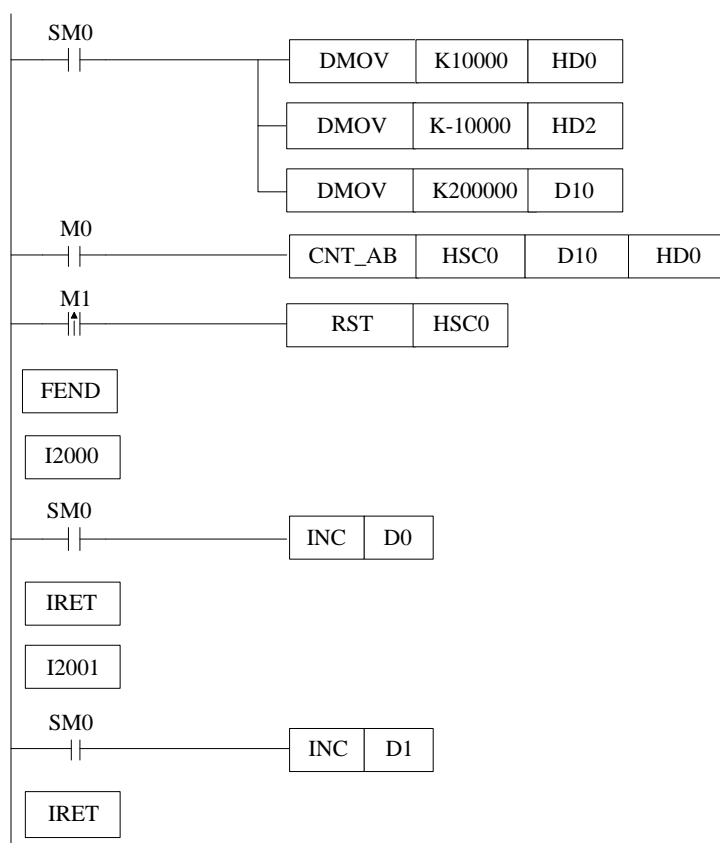 SM0
DMOV K10000 HD0
DMOV K-10000 HD2
DMOV K200000 D10
M0
CNT_AB HSC0 D10 HD0
M1
RST HSC0
FEND
I2000
SM0
INC D0
IRET
I2001
SM0
INC D1
IRET